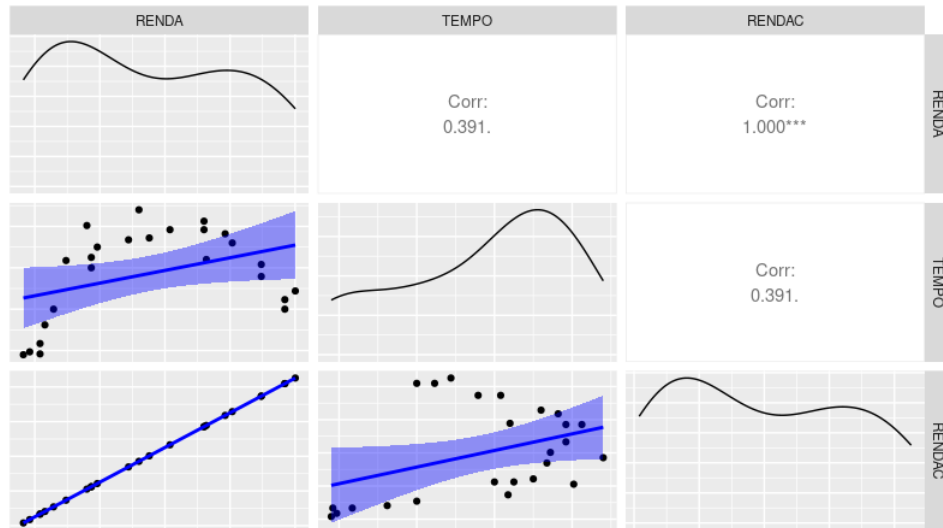 RENDA
TEMPO
RENDAC
Corr:
0.391.
Corr:
1.000***
RENDA
Corr:
0.391.
TEMPO
RENDAC